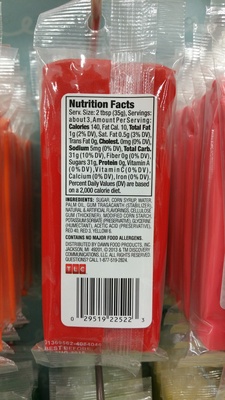 Nutrition Facts
Serv. Size: 2 tbsp (35g), Servings:
about 13, Amount Per Serving:
Calories 140, Fat Cal. 10, Total Fat
1g (2% DV), Sat. Fat 0.5g (3% DV),
Trans Fat 0g, Cholest. 0mg (0% DV),
Sodium 5mg (0% DV), Total Carb.
31g (10% DV), Fiber 0g (0% DV),
Sugars 31g, Protein 0g, Vitamin A
(0% DV), Vitamin C (0% DV),
Calcium (0% DV), Iron (0% DV).
Percent Daily Values (DV) are based
on a 2,000 calorie diet.
INGREDIENTS: SUGAR, CORN SYRUP, WATER,
PALM OIL, GUM TRAGACANTH (STABILIZER),
NATURAL & ARTIFICIAL FLAVORINGS, CELLULOSE
GUM (THICKENER), MODIFIED CORN STARCH,
POTASSIUM SORBATE (PRESERVATIVE), GLYCERINE
(HUMECTANT), ACETIC ACID (PRESERVATIVE),
RED 40, RED 3, YELLOW 6.
CONTAINS NO MAJOR FOOD ALLERGENS.
DISTRIBUTED BY DAWN FOOD PRODUCTS, INC.,
JACKSON, MI 49201 © 2013 & TM DISCOVERY
COMMUNICATIONS, LLC. ALL RIGHTS RESERVED.
QUESTIONS? CALL 1-877-519-2824.
TLC
0 29519 22522 3
BEST BEFORE